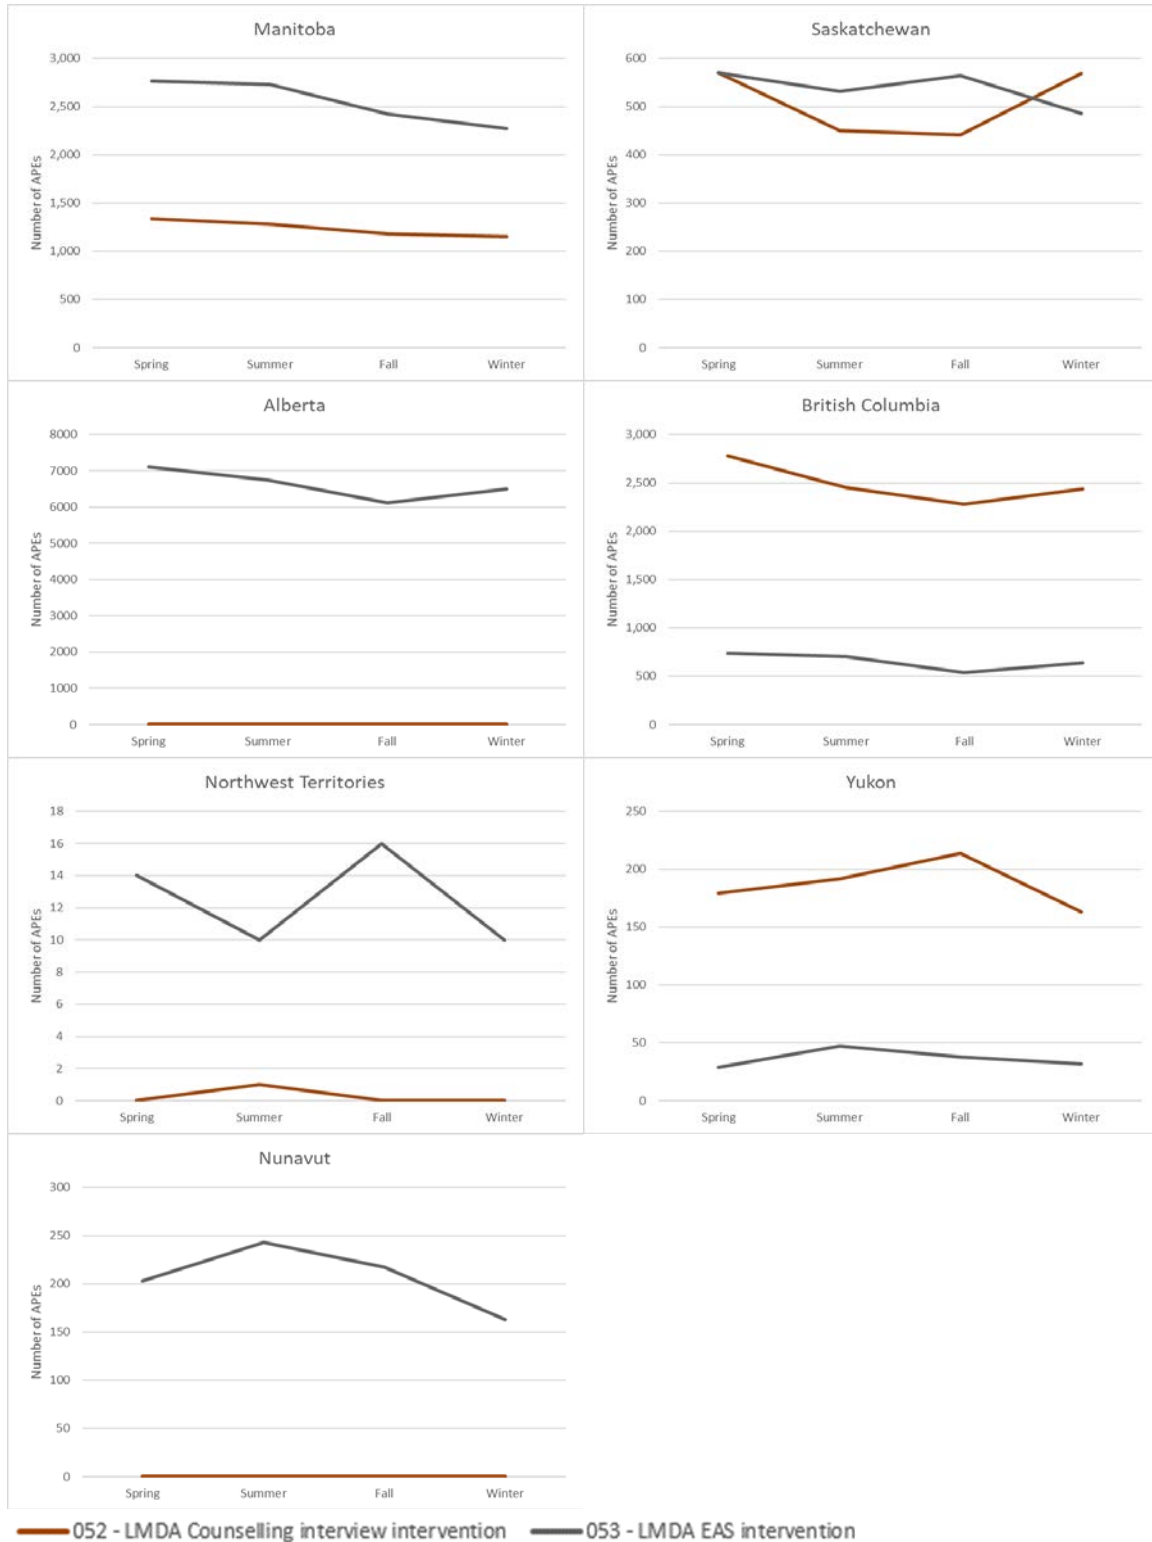 Manitoba
3,000
2,500
2,000
1,500
1,000
500
0
Number of APEs
Spring Summer Fall Winter
Saskatchewan
600
500
400
300
200
100
0
Number of APEs
Spring Summer Fall Winter
Alberta
8000
7000
6000
5000
4000
3000
2000
1000
0
Number of APEs
Spring Summer Fall Winter
British Columbia
3,000
2,500
2,000
1,500
1,000
500
0
Number of APEs
Spring Summer Fall Winter
Northwest Territories
18
16
14
12
10
8
6
4
2
0
Number of APEs
Spring Summer Fall Winter
Yukon
250
200
150
100
50
0
Number of APEs
Spring Summer Fall Winter
Nunavut
300
250
200
150
100
50
0
Number of APEs
Spring Summer Fall Winter
052 - LMDA Counselling interview intervention 053 - LMDA EAS intervention